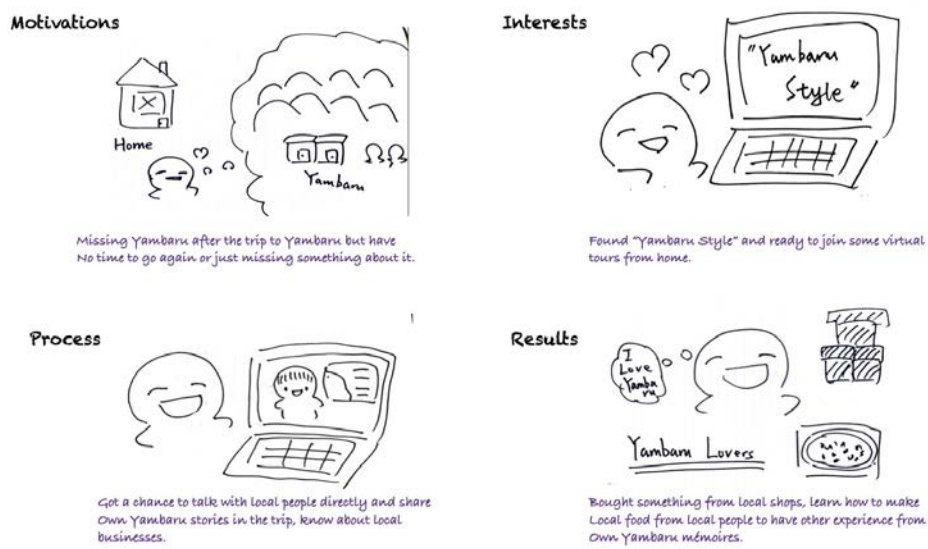 Motivations
Home
Yambaru
Missing Yambaru after the trip to Yambaru but have
No time to go again or just missing something about it.
Interests
"Yambaru
Style"
Found "Yambaru Style" and ready to join some virtual
tours from home.
Process
Got a chance to talk with local people directly and share
Own Yambaru stories in the trip, know about local
businesses.
Results
I
Love
Yamba
ru
Yambaru Lovers
Bought something from local shops, learn how to make
Local food from local people to have other experience from
Own Yambaru mémoires.